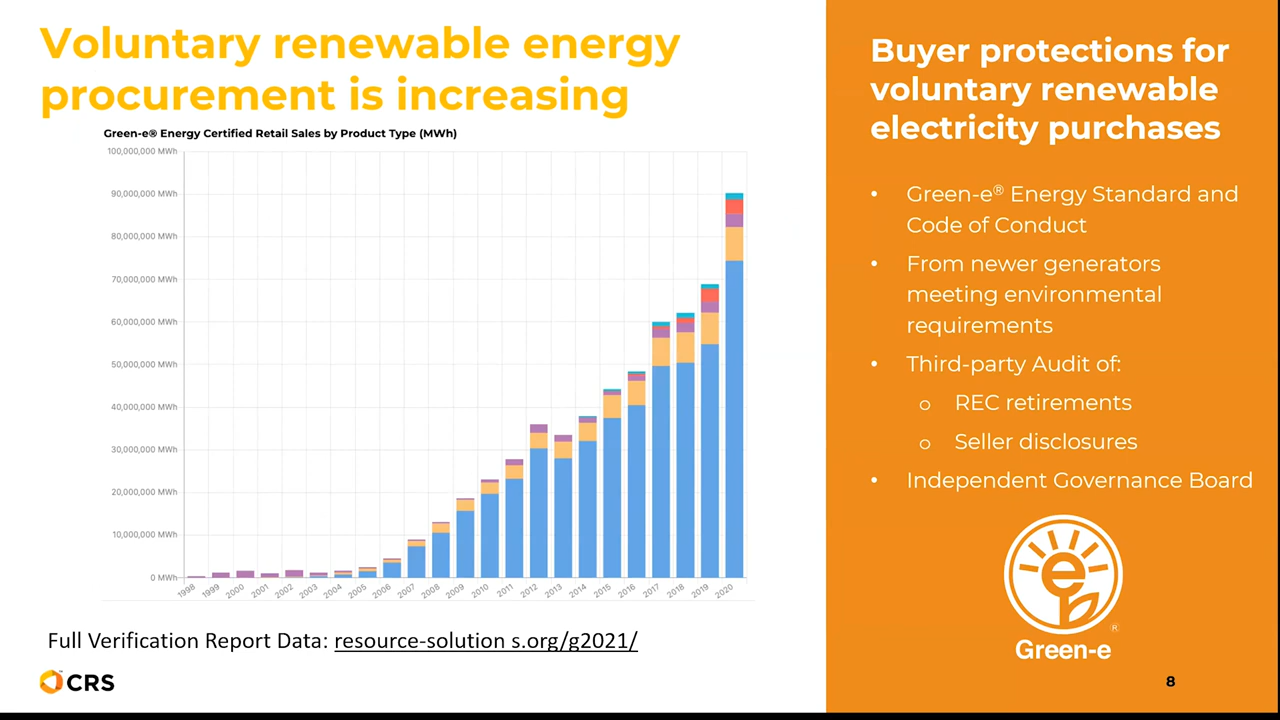 Voluntary renewable energy
procurement is increasing
Green-e® Energy Certified Retail Sales by Product Type (MWh)
100,000,000 MWh
90,000,000 MWh
80,000,000 MWh
70,000,000 MWh
60,000,000 MWh
50,000,000 MWh
40,000,000 MWh
30,000,000 MWh
20,000,000 MWh
10,000,000 MWh
0 MWh
1998 1999 2000 2001 2002 2003 2004 2005 2006 2007 2008 2009 2010 2011 2012 2013 2014 2015 2016 2017 2018 2019 2020
Full Verification Report Data: resource-solution s.org/g2021/
CRS
Buyer protections for
voluntary renewable
electricity purchases
• Green-e® Energy Standard and
Code of Conduct
• From newer generators
meeting environmental
requirements
• Third-party Audit of:
o REC retirements
o Seller disclosures
• Independent Governance Board
e
®
Green-e
8